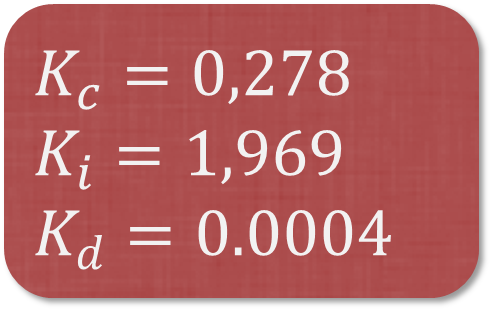 K_c = 0,278
K_i = 1,969
K_d = 0.0004